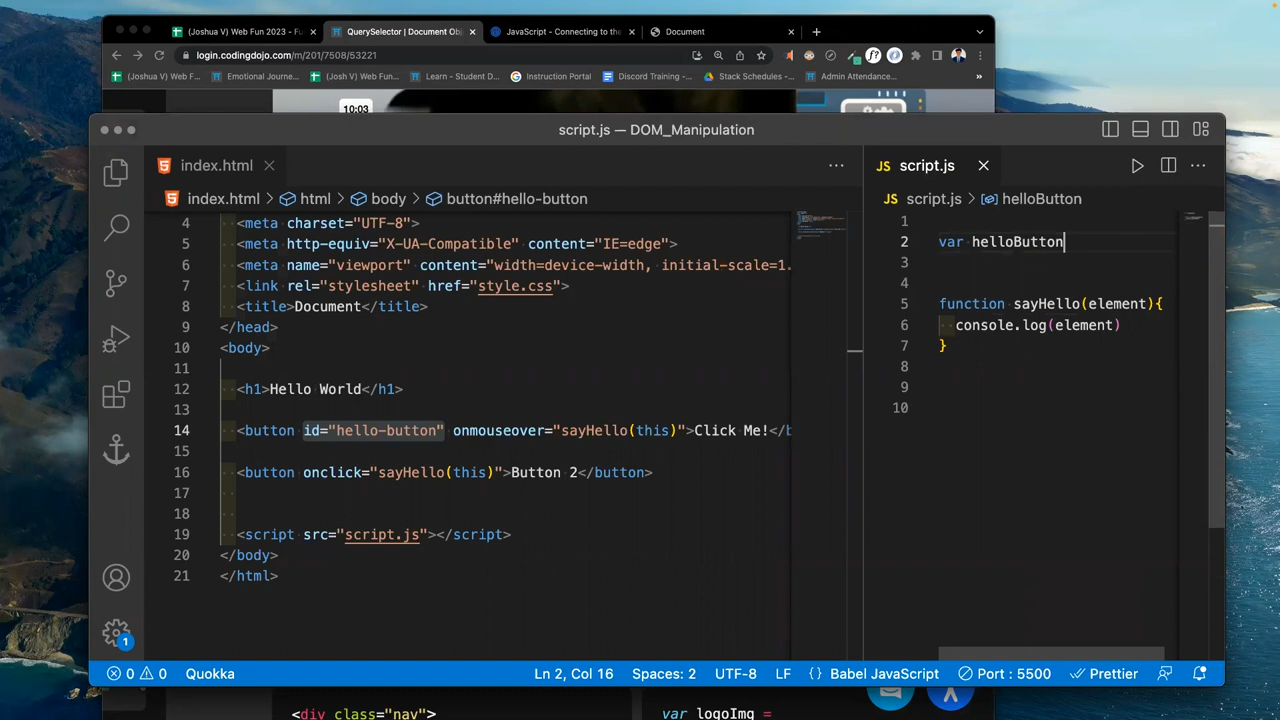 (Joshua V) Web Fun 2023 - F
QuerySelector | Document Obj
JavaScript - Connecting to the
Document
login.codingdojo.com/m/201/7508/53221
(Joshua V) Web F...
Emotional Journe...
(Josh V) Web Fun...
Learn - Student D...
Instruction Portal
Discord Training -...
Stack Schedules -...
Admin Attendance...
»
10:03
script.js — DOM_Manipulation
index.html
index.html > html > body > button#hello-button
4 <meta charset="UTF-8">
5 <meta http-equiv="X-UA-Compatible" content="IE=edge">
6 <meta name="viewport" content="width=device-width, initial-scale=1.
7 <link rel="stylesheet" href="style.css">
8 <title>Document</title>
9 </head>
10 <body>
11
12 <h1>Hello World</h1>
13
14 <button id="hello-button" onmouseover="sayHello(this)">Click Me!</b
15
16 <button onclick="sayHello(this)">Button 2</button>
17
18
19 <script src="script.js"></script>
20 </body>
21 </html>
JS script.js
JS script.js > helloButton
1
2 var helloButton
3
4
5 function sayHello(element){
6 console.log(element)
7 }
8
9
10
1
0 0 Quokka
Ln 2, Col 16
Spaces: 2
UTF-8
LF
{} Babel JavaScript
Port : 5500
Prettier
<div class="nav">
var logoImg =